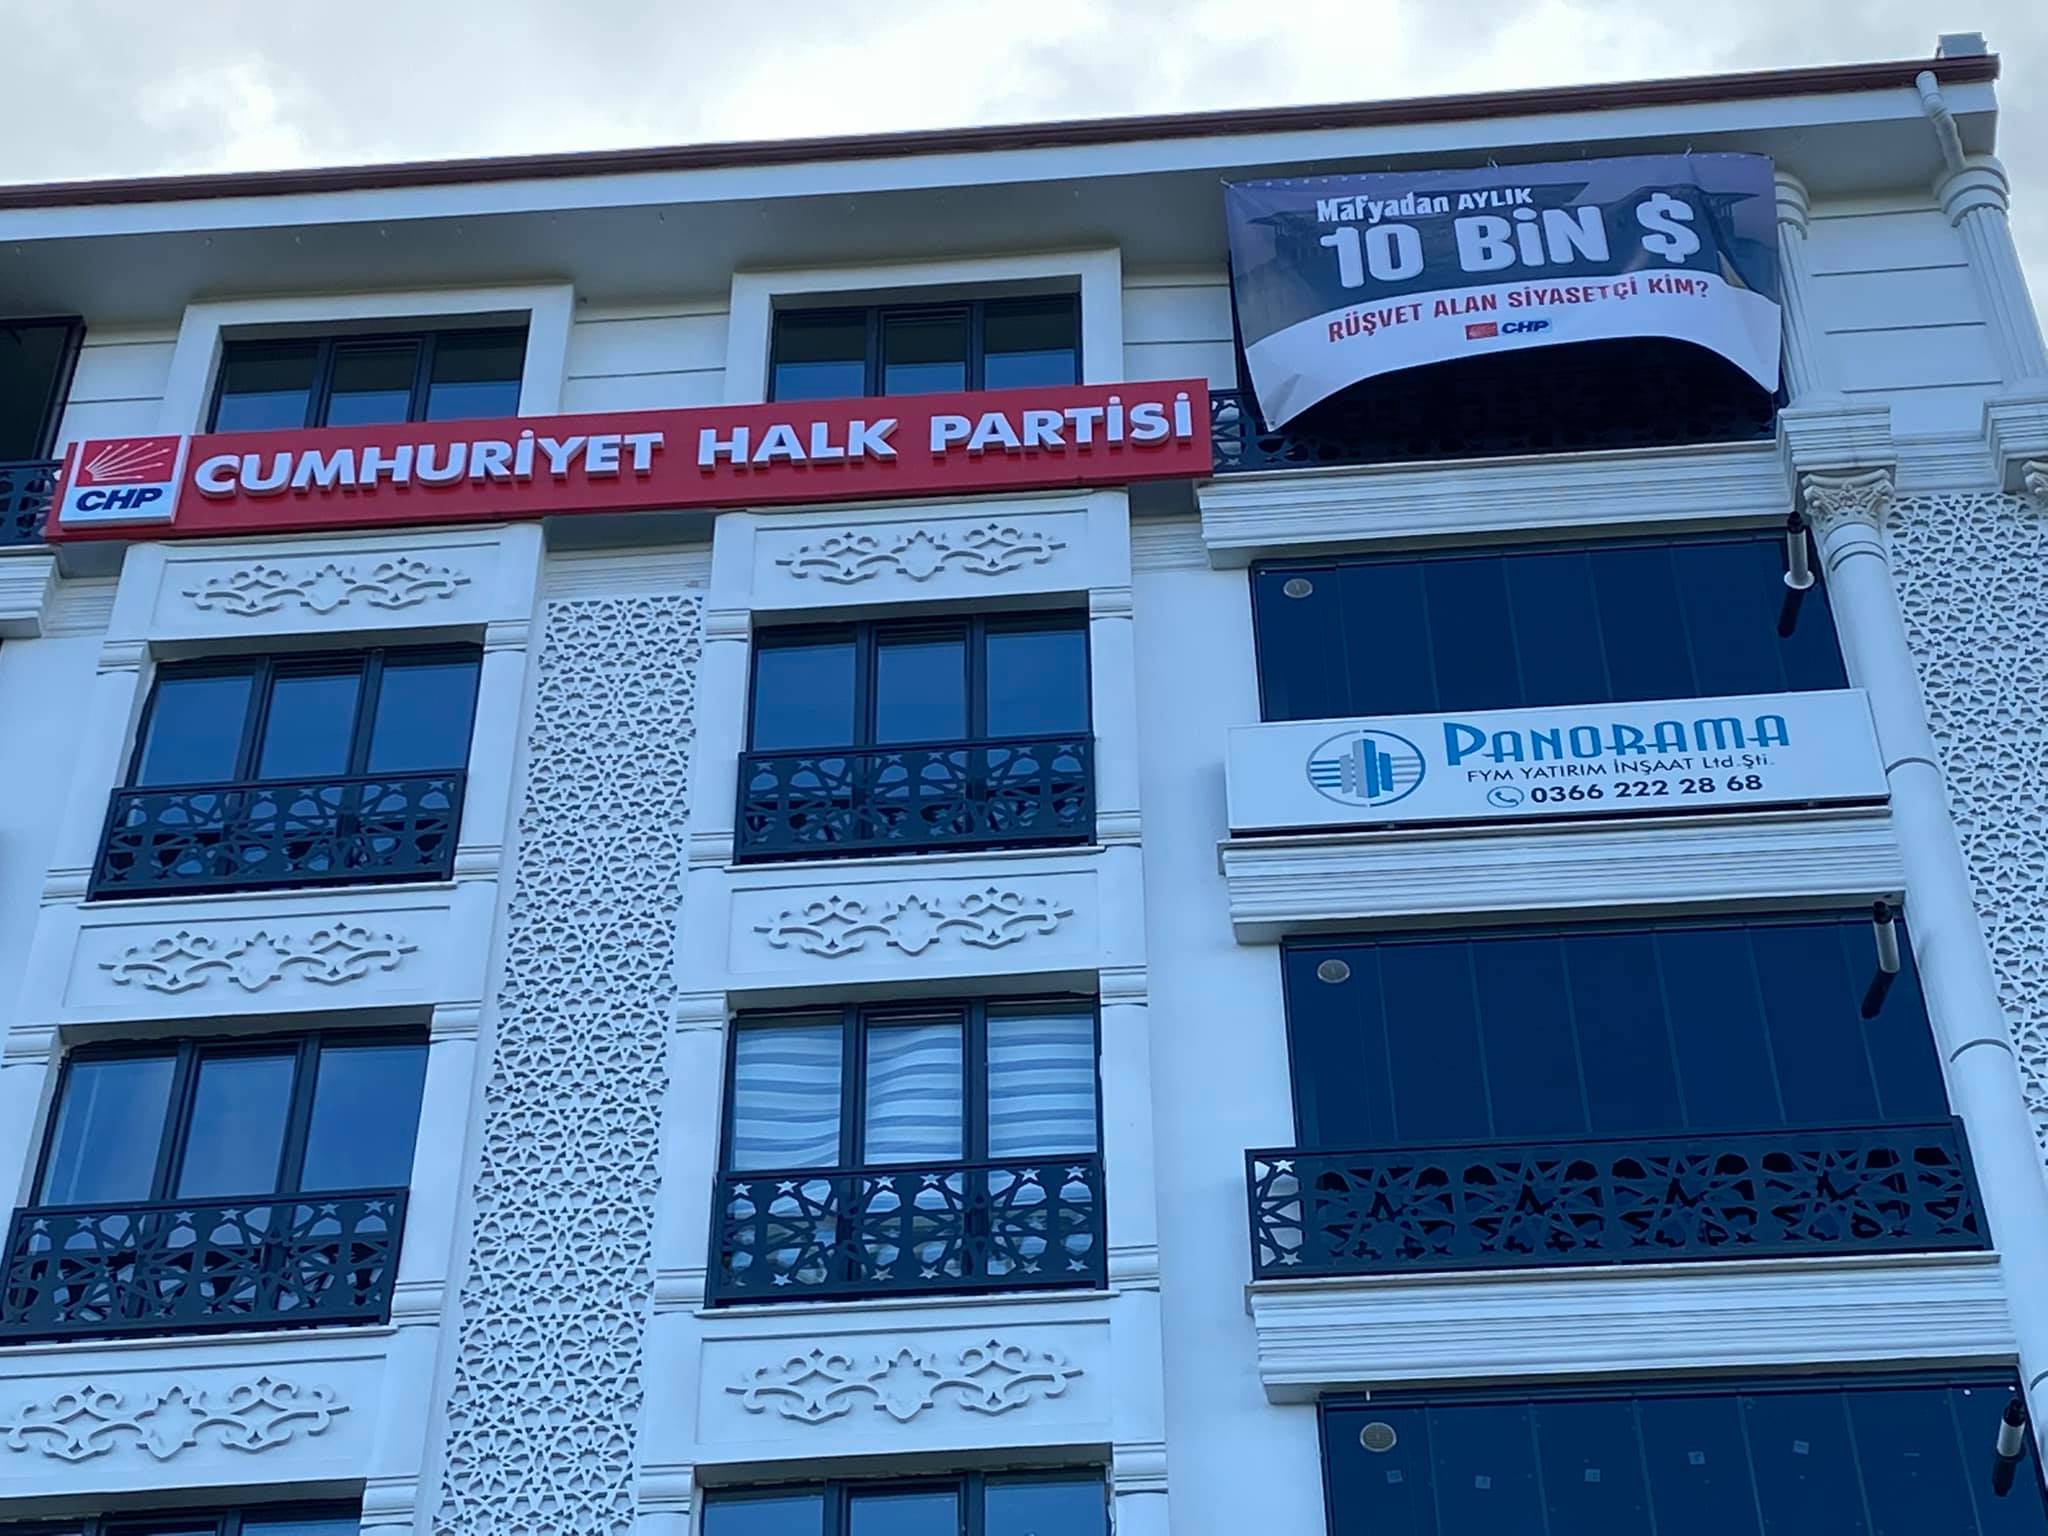 Mafyadan AYLIK
10 BİN $
RÜŞVET ALAN SİYASETÇİ KİM?
CHP
CHP
CUMHURİYET HALK PARTİSİ
PANORAMA
FYM YATIRIM İNŞAAT Ltd.Şti.
0366 222 28 68